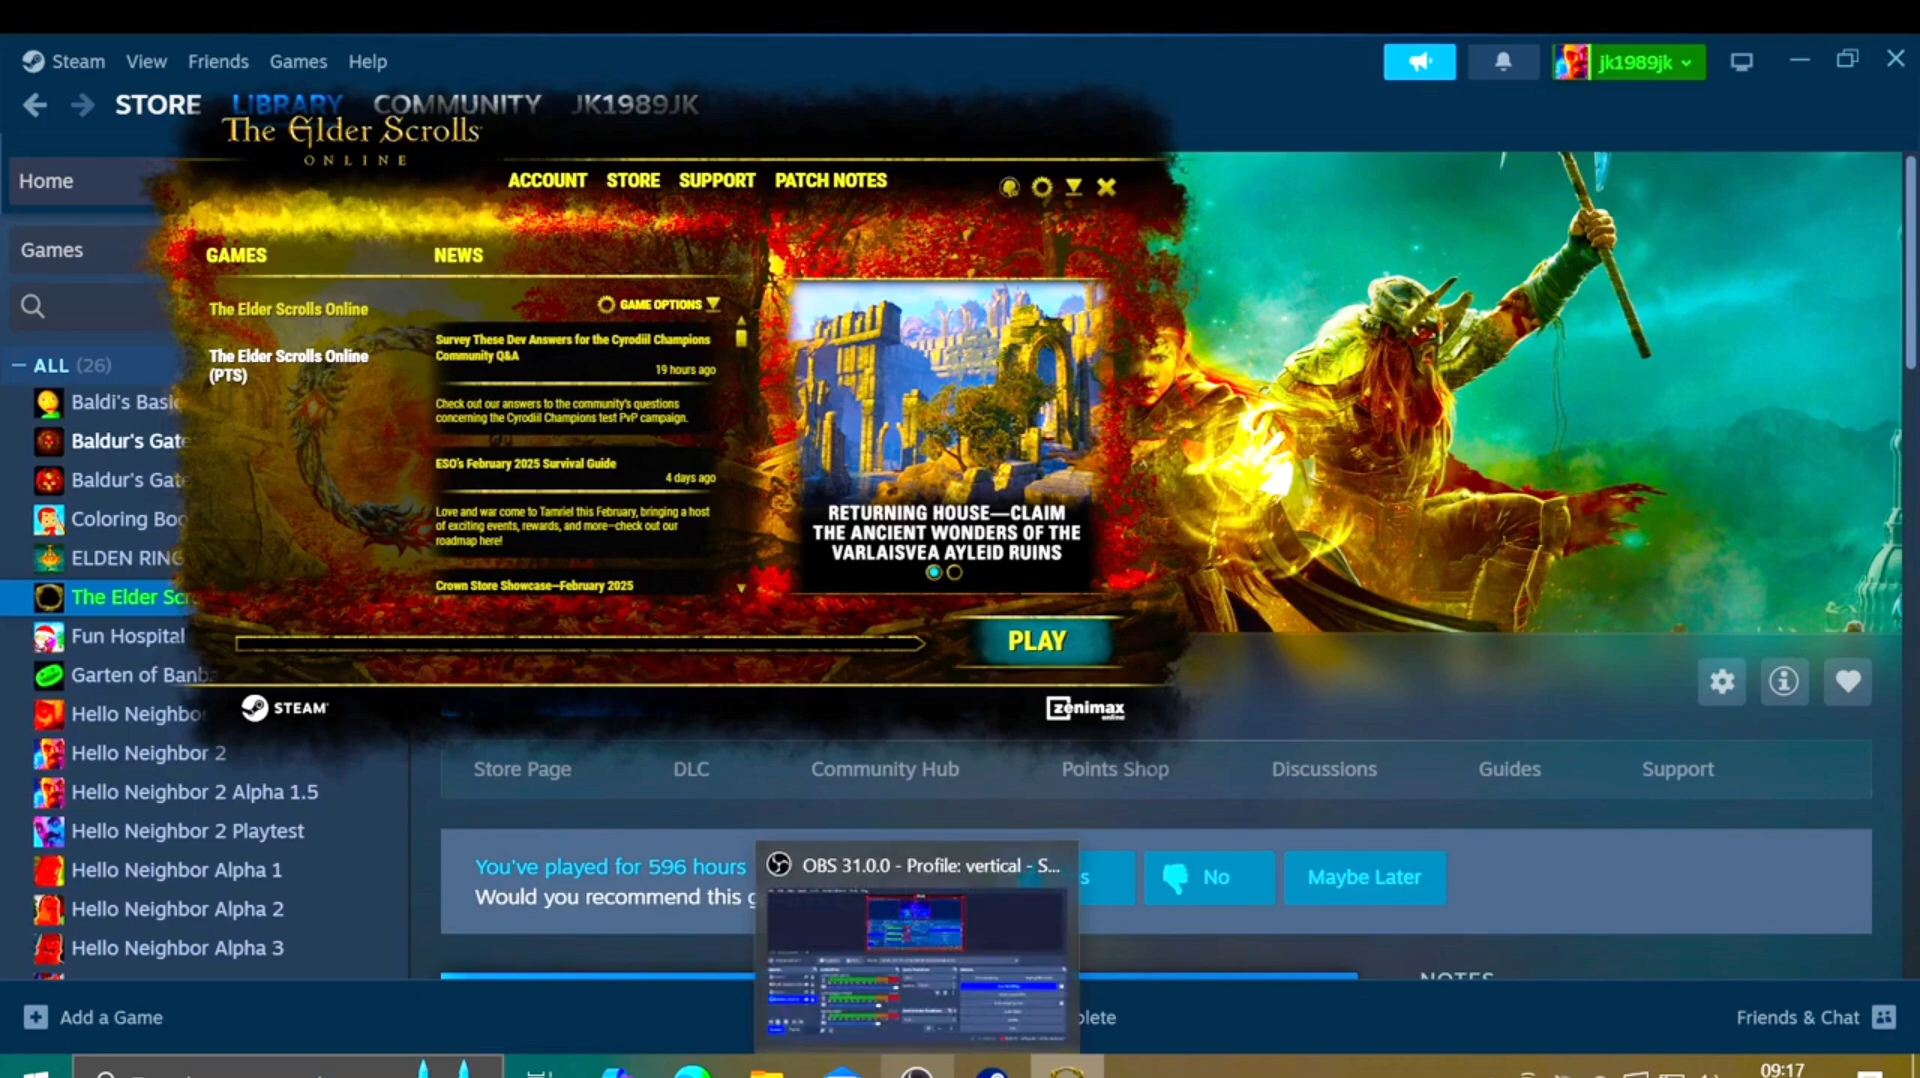 Steam View Friends Games Help
jk1989jk
STORE LIBRARY COMMUNITY JK1989JK
The Elder Scrolls
ONLINE
ACCOUNT STORE SUPPORT PATCH NOTES
Home
Games
GAMES
NEWS
The Elder Scrolls Online
The Elder Scrolls Online
(PTS)
GAME OPTIONS
Survey These Dev Answers for the Cyrodiil Champions
Community Q&A
19 hours ago
Check out our answers to the community's questions
concerning the Cyrodiil Champions test PvP campaign.
ESO's February 2025 Survival Guide
4 days ago
Love and war come to Tamriel this February, bringing a host
of exciting events, rewards, and more—check out our
roadmap here!
Crown Store Showcase—February 2025
RETURNING HOUSE—CLAIM
THE ANCIENT WONDERS OF THE
VARLAISVEA AYLEID RUINS
PLAY
STEAM
zenimax
online
ALL (26)
Baldi's Basic
Baldur's Gate
Baldur's Gate
Coloring Boo
ELDEN RING
The Elder Scr
Fun Hospital
Garten of Banba
Hello Neighbor
Hello Neighbor 2
Hello Neighbor 2 Alpha 1.5
Hello Neighbor 2 Playtest
Hello Neighbor Alpha 1
Hello Neighbor Alpha 2
Hello Neighbor Alpha 3
Store Page DLC Community Hub Points Shop Discussions Guides Support
You've played for 596 hours
Would you recommend this g
s No Maybe Later
OBS 31.0.0 - Profile: vertical - S...
NOTES
Add a Game
plete
Friends & Chat
09:17